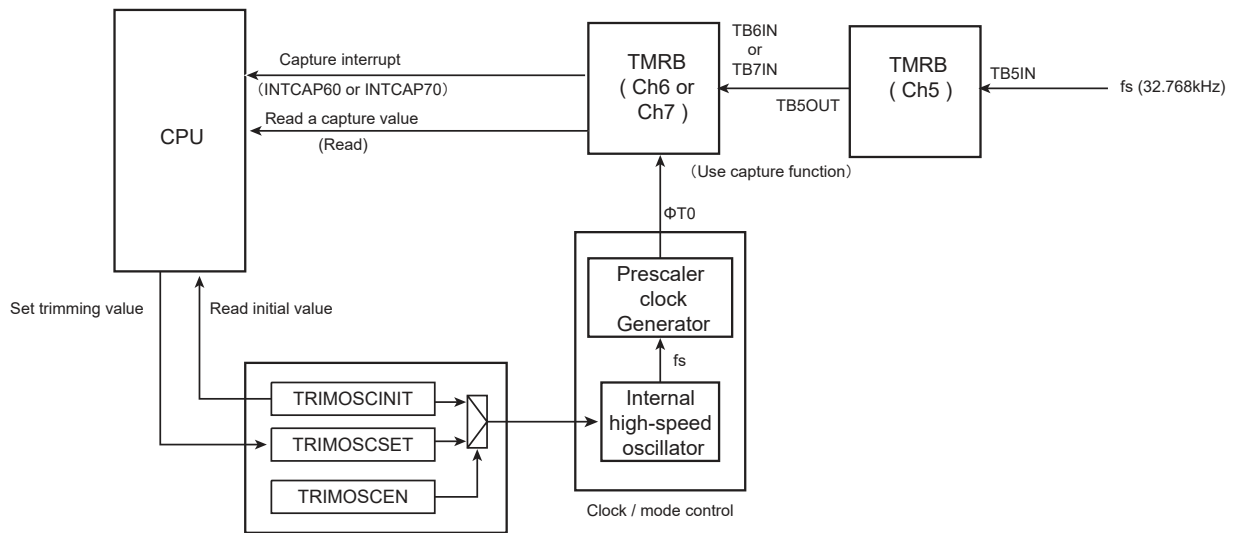 CPU
Capture interrupt
（INTCAP60 or INTCAP70）
Read a capture value
(Read)
TMRB
( Ch6 or
Ch7 )
TB6IN
or
TB7IN
TB5OUT
TMRB
( Ch5 )
TB5IN
fs (32.768kHz)
（Use capture function）
ΦT0
Prescaler
clock
Generator
fs
Internal
high-speed
oscillator
Clock / mode control
Set trimming value
Read initial value
TRIMOSCINIT
TRIMOSCSET
TRIMOSCEN